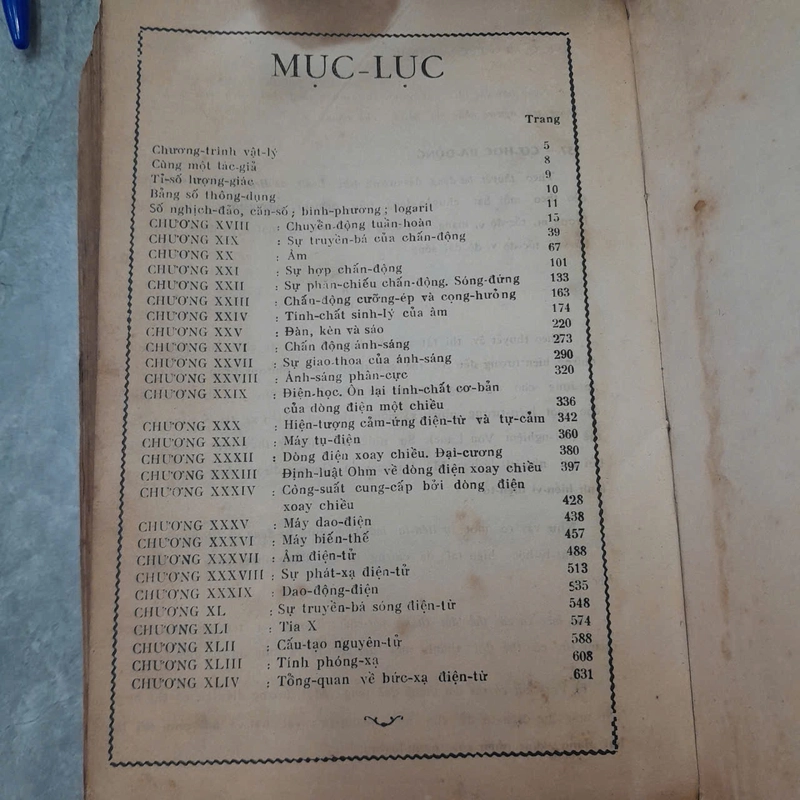 MỤC-LỤC
Trang
Chương-trình vật-lý 5
Cùng một tác-giả 8
Tỉ-số lượng-giác 9
Bảng số thông-dụng 10
Số nghịch-đảo, căn-số ; bình-phương ; logarit 11
CHƯƠNG XVIII : Chuyển-động tuần-hoàn 15
CHƯƠNG XIX : Sự truyền-bá của chấn-động 39
CHƯƠNG XX : Âm 67
CHƯƠNG XXI : Sự hợp chấn-động 101
CHƯƠNG XXII : Sự phản-chiếu chấn-động. Sóng-đứng 133
CHƯƠNG XXIII : Chấn-động cưỡng-ép và cọng-hưởng 163
CHƯƠNG XXIV : Tính-chất sinh-lý của âm 174
CHƯƠNG XXV : Đàn, kèn và sáo 220
CHƯƠNG XXVI : Chấn động ánh-sáng 273
CHƯƠNG XXVII : Sự giao-thoa của ánh-sáng 290
CHƯƠNG XXVIII : Ánh-sáng phân-cực 320
CHƯƠNG XXIX : Điện-học. Ôn lại tính-chất cơ-bản
của dòng điện một chiều 336
CHƯƠNG XXX : Hiện-tượng cảm-ứng điện-từ và tự-cảm 342
CHƯƠNG XXXI : Máy tụ-điện 360
CHƯƠNG XXXII : Dòng điện xoay chiều. Đại-cương 380
CHƯƠNG XXXIII Định-luật Ohm về dòng điện xoay chiều 397
CHƯƠNG XXXIV : Công-suất cung-cấp bởi dòng điện
xoay chiều 428
CHƯƠNG XXXV : Máy dao-điện 438
CHƯƠNG XXXVI : Máy biến-thế 457
CHƯƠNG XXXVII : Âm điện-tử 488
CHƯƠNG XXXVIII : Sự phát-xạ điện-tử 513
CHƯƠNG XXXIX : Dao-động-điện 535
CHƯƠNG XL : Sự truyền-bá sóng điện-từ 548
CHƯƠNG XLI : Tia X 574
CHƯƠNG XLII : Cấu-tạo nguyên-tử 588
CHƯƠNG XLIII : Tính phóng-xạ 608
CHƯƠNG XLIV : Tổng-quan về bức-xạ điện-từ 631